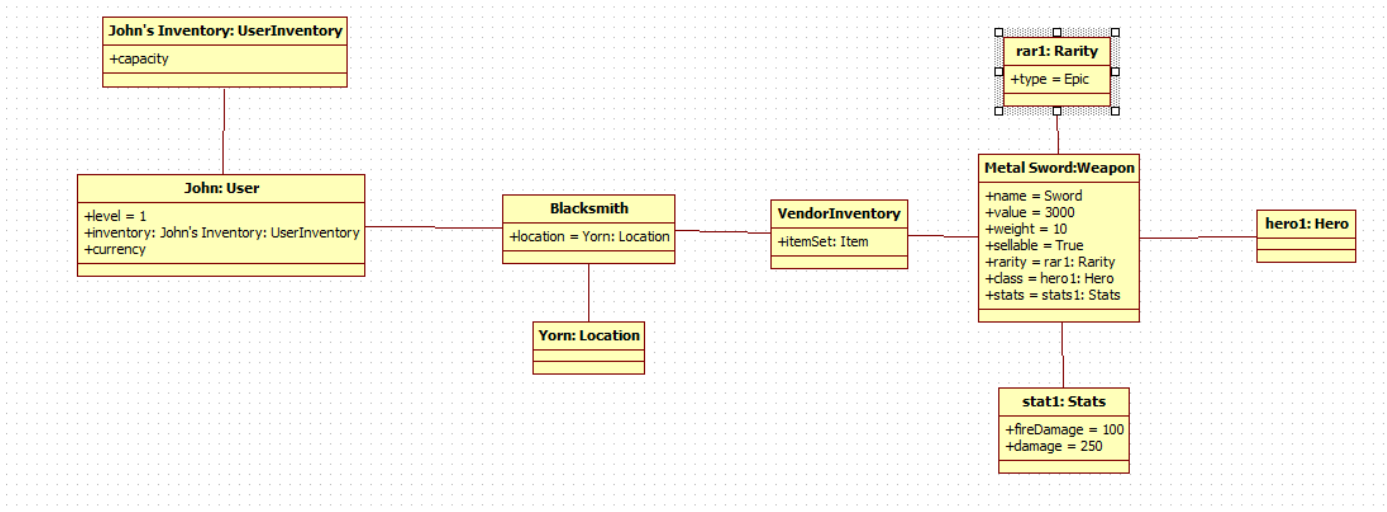 John's Inventory: UserInventory
+capacity
rar1: Rarity
+type = Epic
John: User
+level = 1
+inventory: John's Inventory: UserInventory
+currency
Blacksmith
+location = Yorn: Location
Yorn: Location
VendorInventory
+itemSet: Item
Metal Sword:Weapon
+name = Sword
+value = 3000
+weight = 10
+sellable = True
+rarity = rar1: Rarity
+class = hero1: Hero
+stats = stats1: Stats
hero1: Hero
stat1: Stats
+fireDamage = 100
+damage = 250